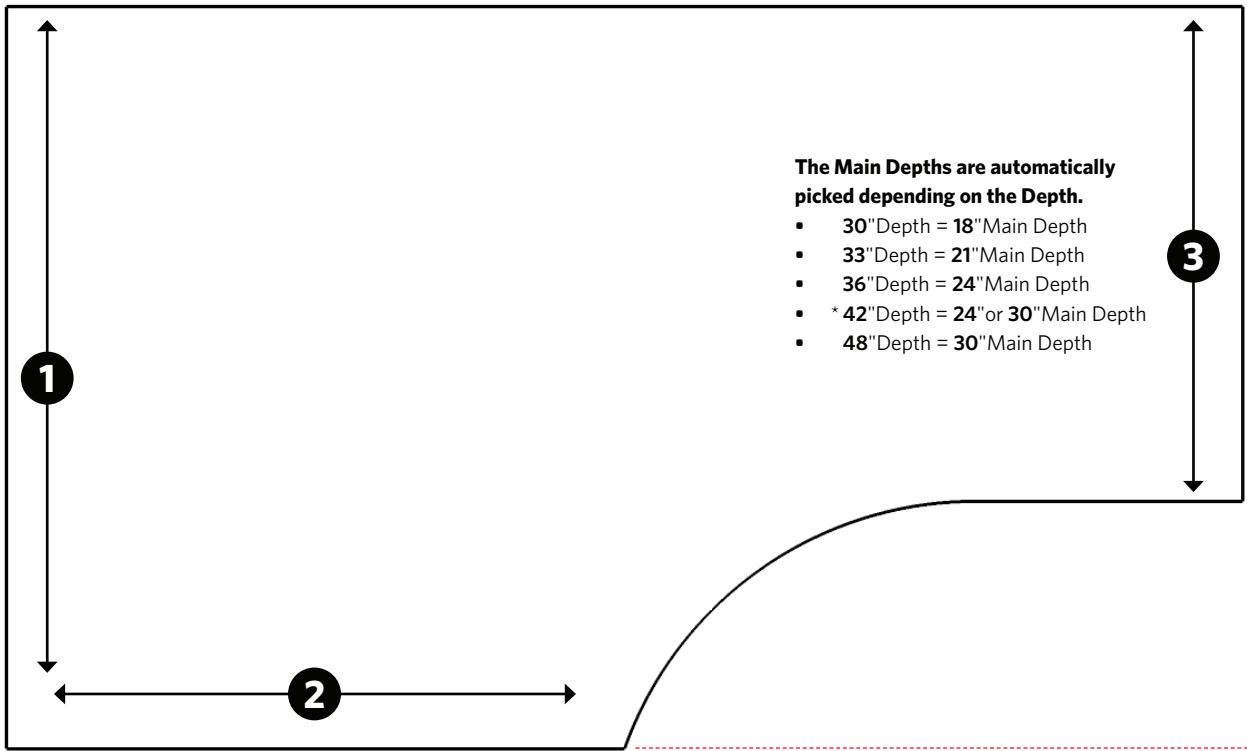 The Main Depths are automatically
picked depending on the Depth.
• 30"Depth = 18"Main Depth
• 33"Depth = 21"Main Depth
• 36"Depth = 24"Main Depth
• *42"Depth = 24"or 30"Main Depth
• 48"Depth = 30"Main Depth
3
1
2